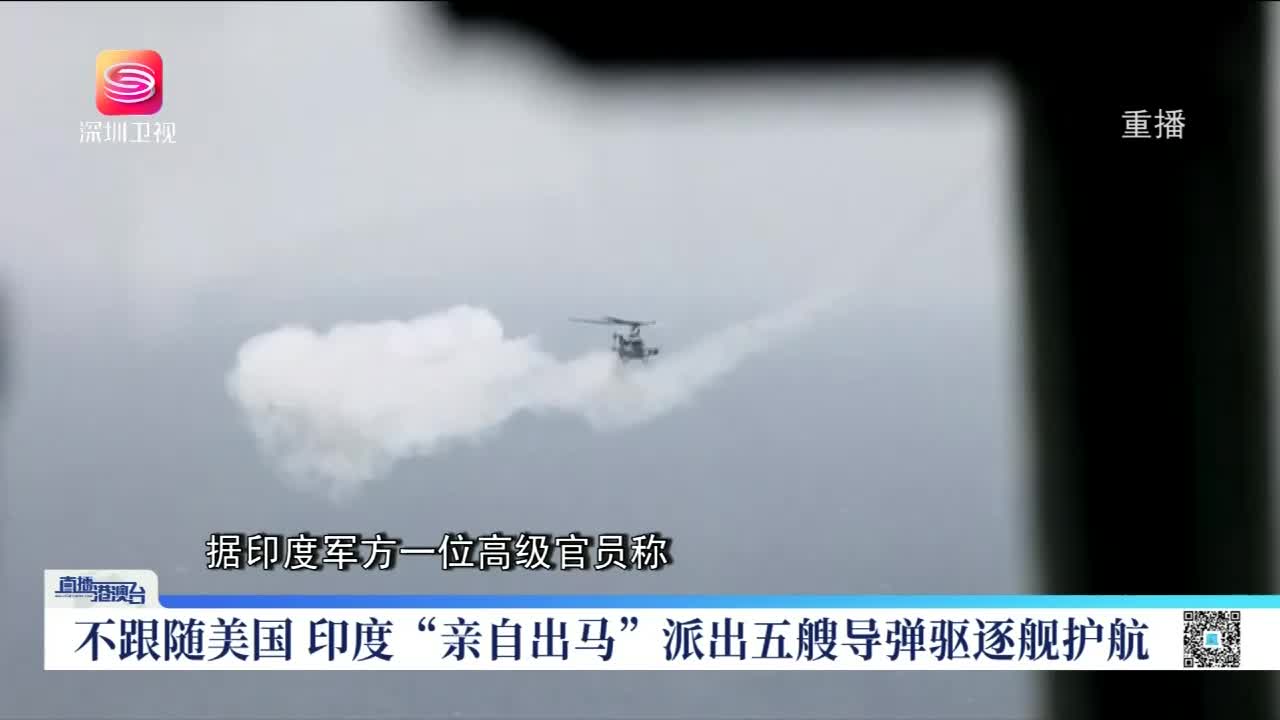 深圳卫视
重播
据印度军方一位高级官员称
直播港澳台
不跟随美国 印度“亲自出马”派出五艘导弹驱逐舰护航